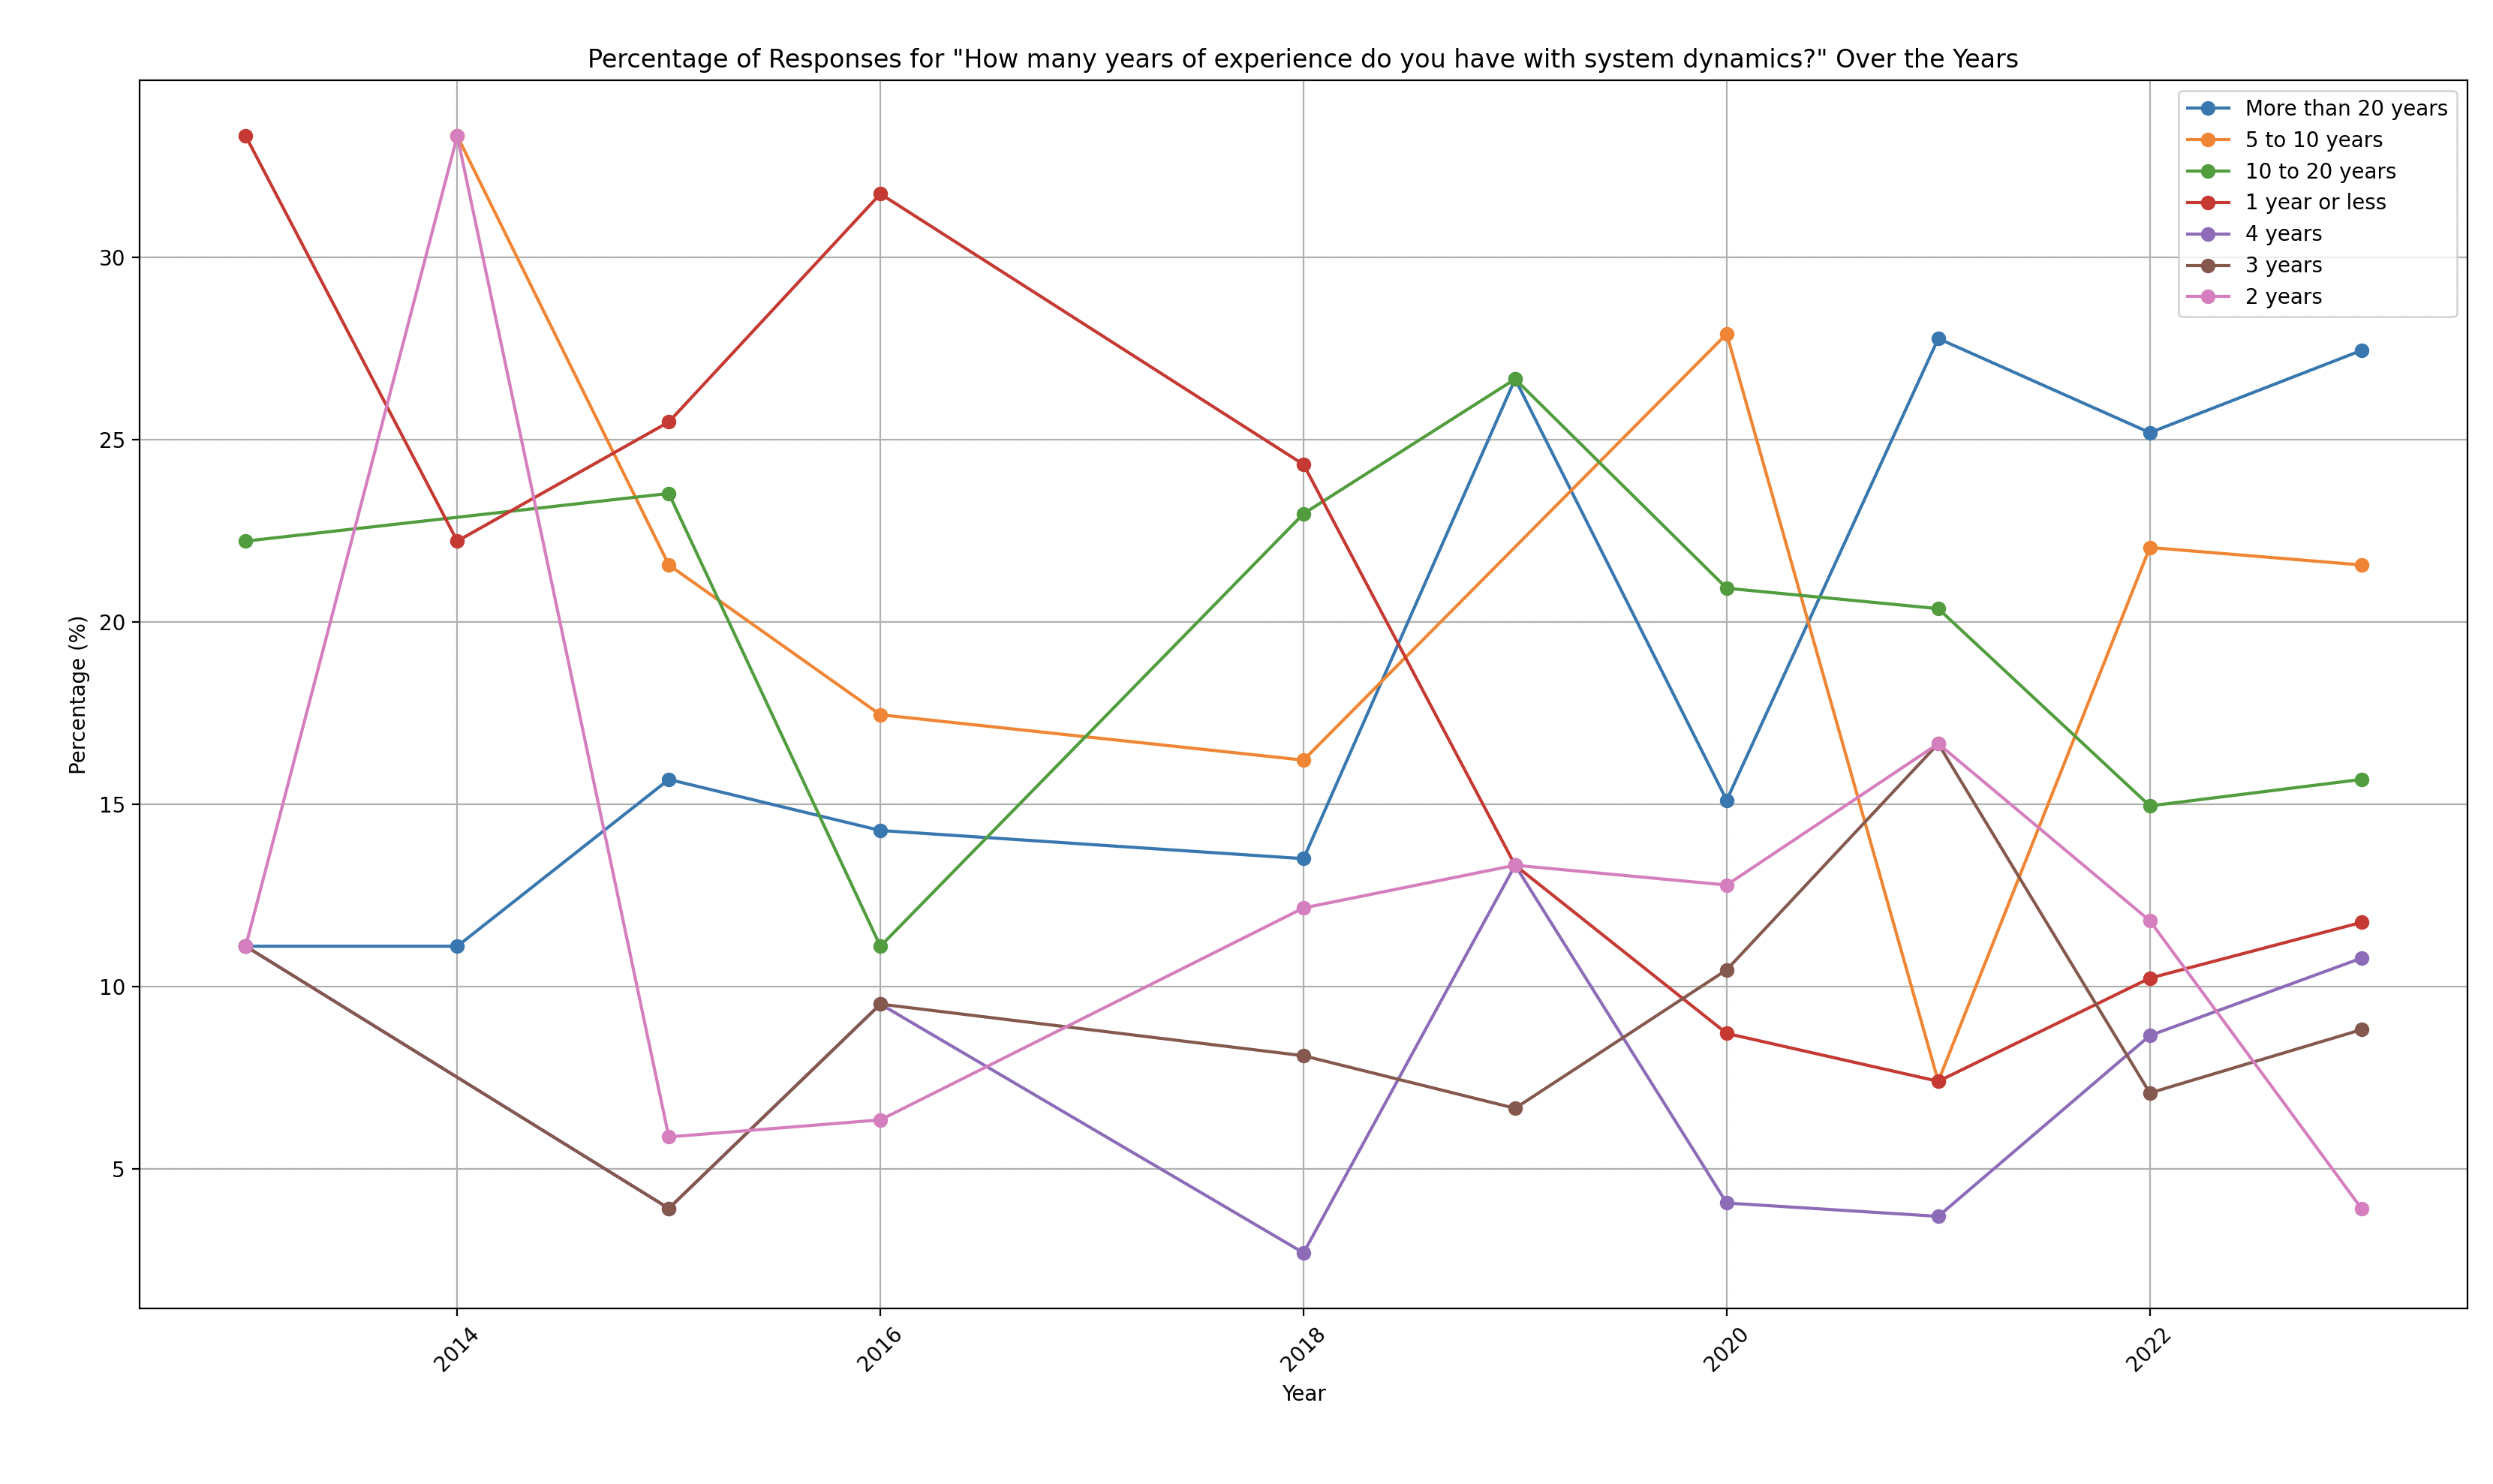 Percentage of Responses for "How many years of experience do you have with system dynamics?" Over the Years
More than 20 years
5 to 10 years
10 to 20 years
1 year or less
4 years
3 years
2 years
30
25
20
15
10
5
Percentage (%)
2014
2016
2018
2020
2022
Year